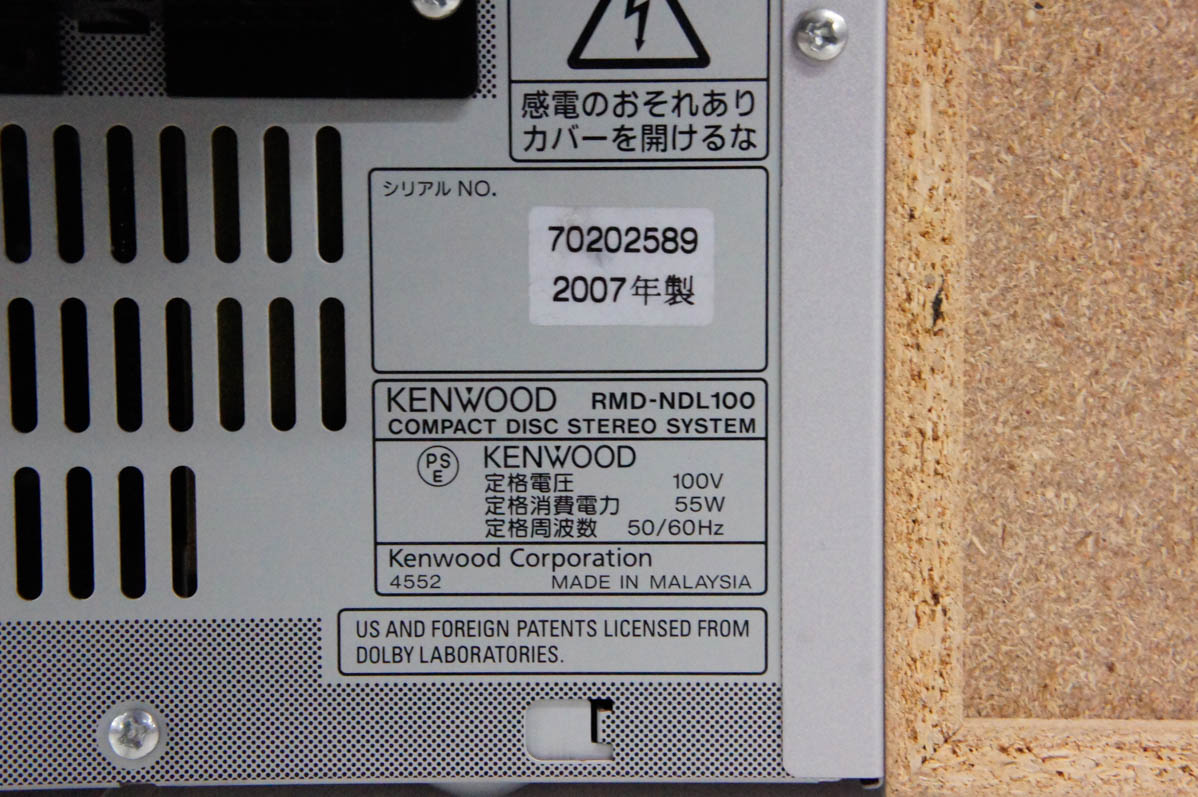 感電のおそれあり
カバーを開けるな
シリアル NO.
70202589
2007年製
KENWOOD RMD-NDL100
COMPACT DISC STEREO SYSTEM
PS
E
KENWOOD
定格電圧 100V
定格消費電力 55W
定格周波数 50/60Hz
Kenwood Corporation
4552 MADE IN MALAYSIA
US AND FOREIGN PATENTS LICENSED FROM
DOLBY LABORATORIES.